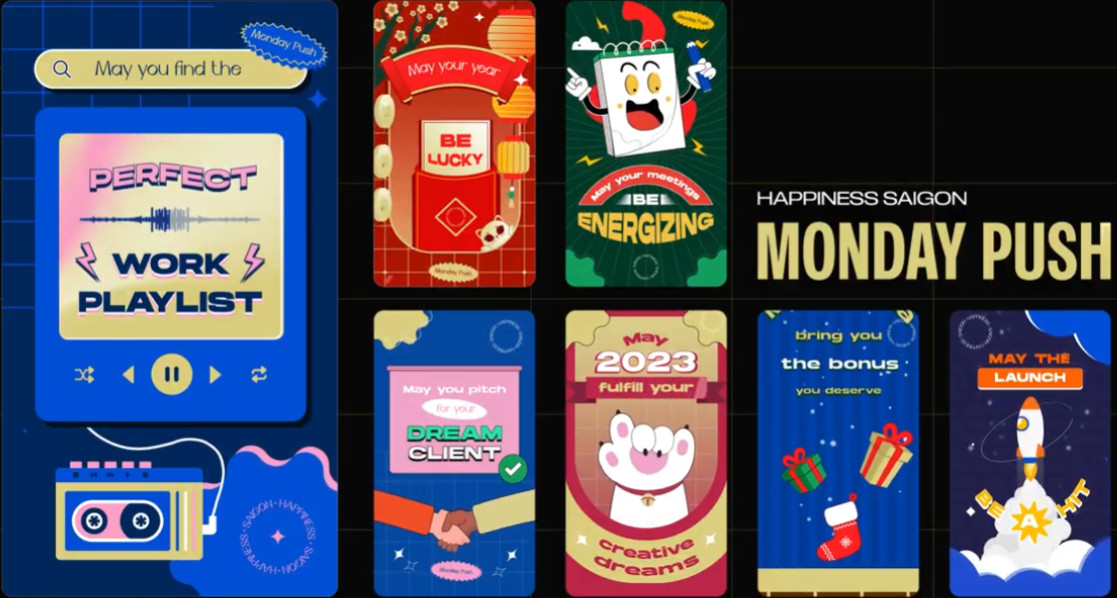 Monday Push
May you find the
PERFECT
WORK
PLAYLIST
SAIGON • HAPPINESS • SAIGON • HAPPINESS •
May your year
BE
LUCKY
Monday Push
Monday Push
May your meetings
BE
ENERGIZING
HAPPINESS SAIGON
MONDAY PUSH
May you pitch
for your
DREAM
CLIENT
Monday Push
May
2023
fulfill your
creative
dreams
bring you
the bonus
you deserve
MAY THE
LAUNCH
BE
A
HIT